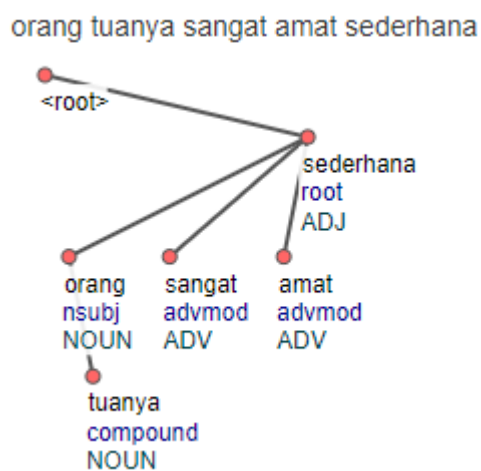 orang tuanya sangat amat sederhana
<root>
sederhana
root
ADJ
orang sangat amat
nsubj advmod advmod
NOUN ADV ADV
tuanya
compound
NOUN